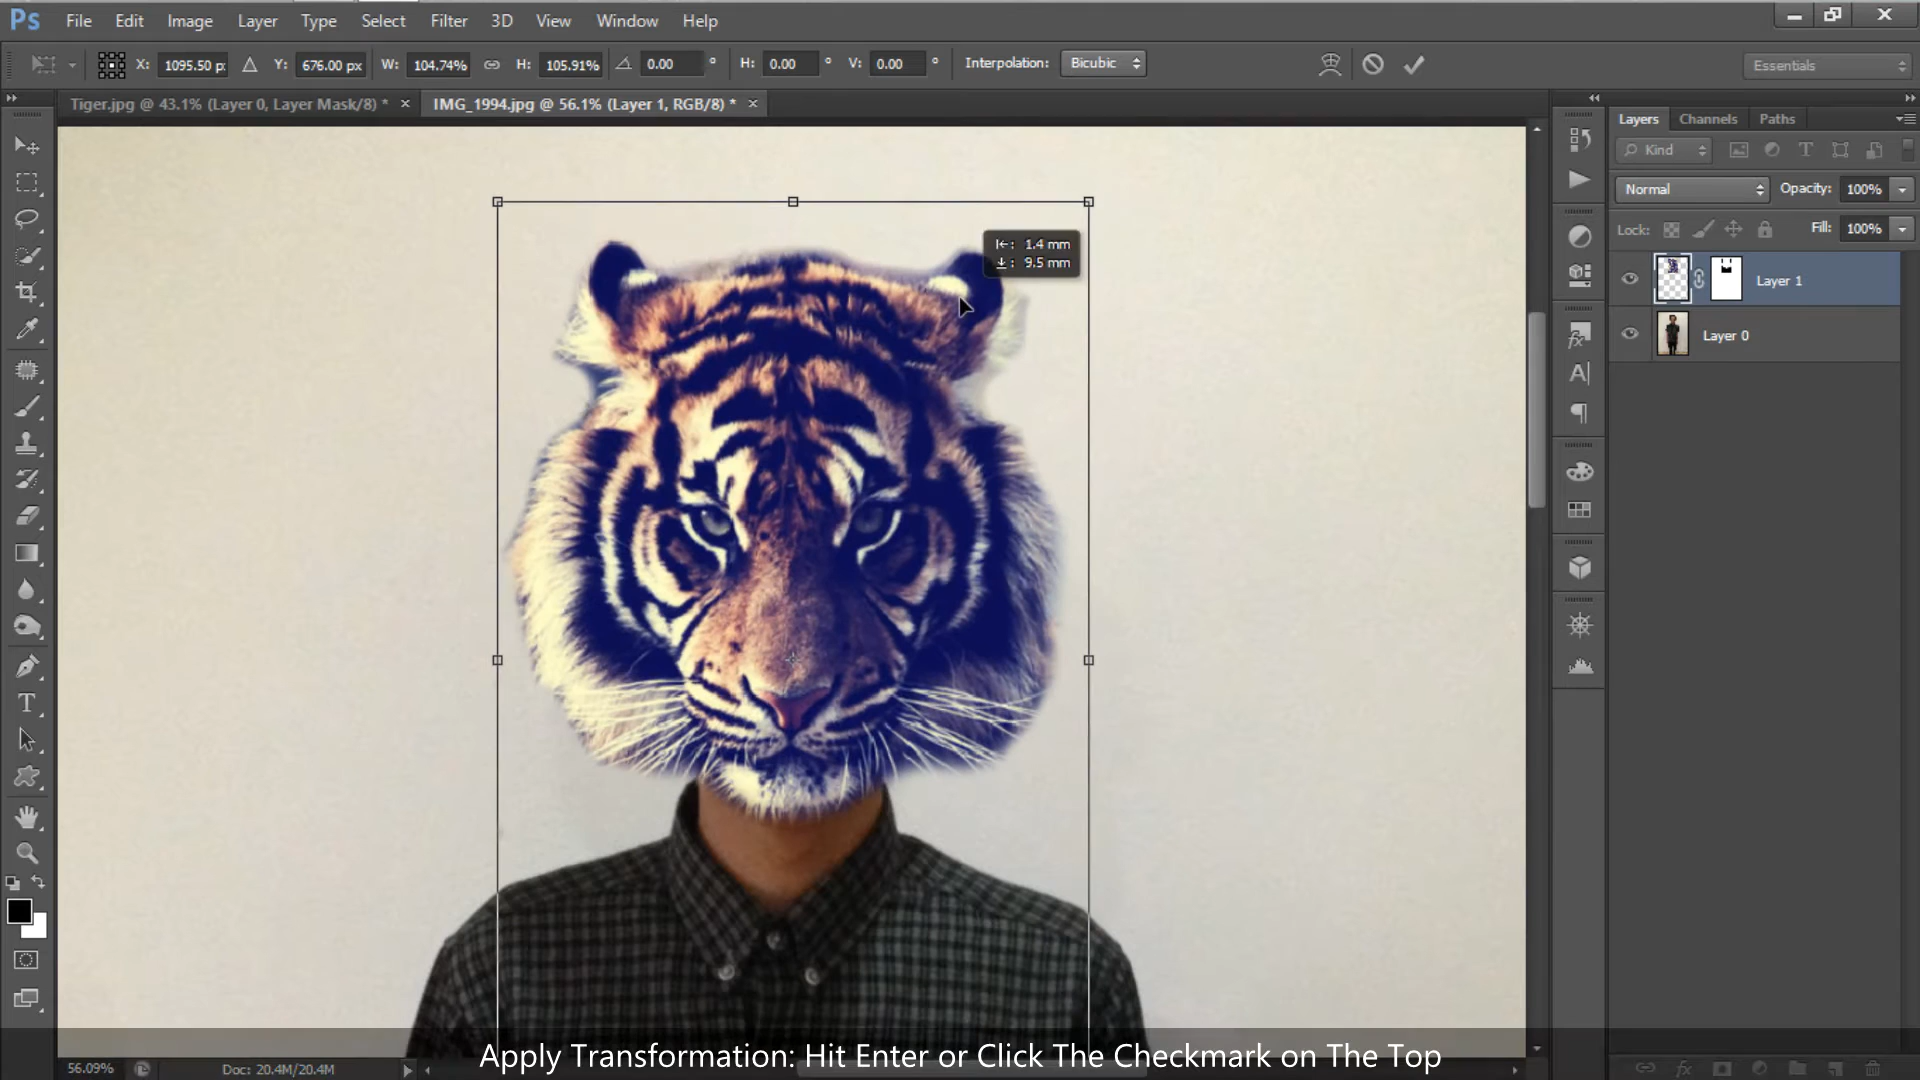 Ps File Edit Image Layer Type Select Filter 3D View Window Help
X: 1095.50 p Y: 676.00 px W: 104.74% H: 105.91% 0.00 ° H: 0.00 ° V: 0.00 ° Interpolation: Bicubic Essentials
Tiger.jpg @ 43.1% (Layer 0, Layer Mask/8) * × IMG_1994.jpg @ 56.1% (Layer 1, RGB/8) * ×
Layers Channels Paths
Kind
Normal Opacity: 100%
Lock: Fill: 100%
1.4 mm
9.5 mm
Layer 1
Layer 0
Apply Transformation: Hit Enter or Click The Checkmark on The Top
56.09% Doc: 20.4M/20.4M